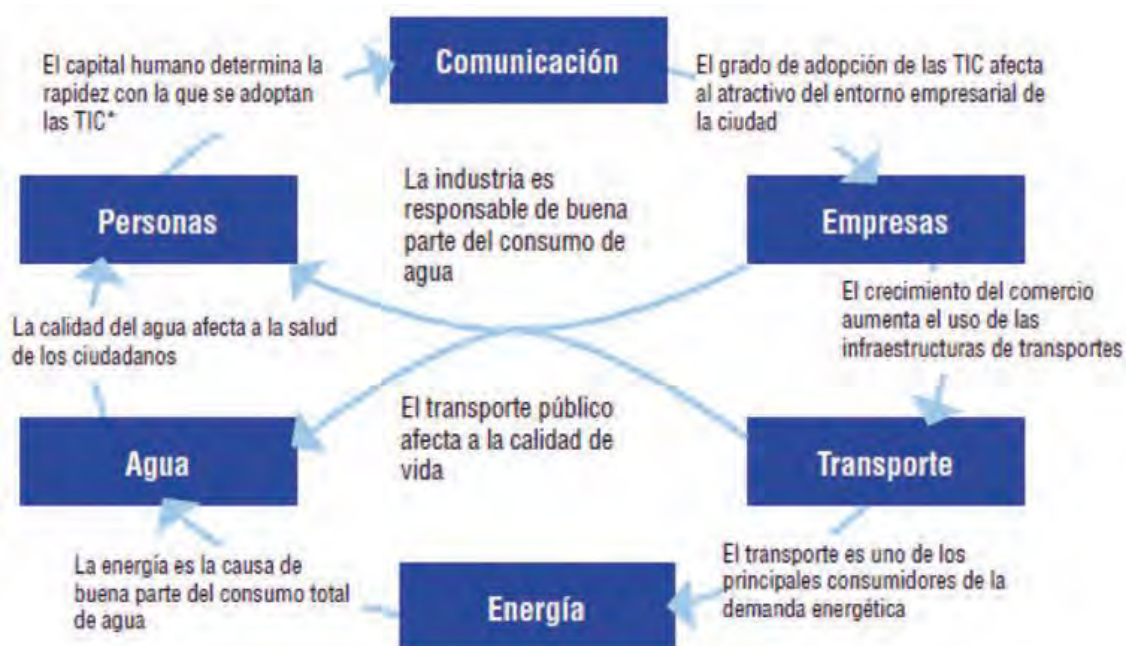 Comunicación
El capital humano determina la
rapidez con la que se adoptan
las TIC*
El grado de adopción de las TIC afecta
al atractivo del entorno empresarial de
la ciudad
Personas
La industria es
responsable de buena
parte del consumo de
agua
Empresas
La calidad del agua afecta a la salud
de los ciudadanos
El crecimiento del comercio
aumenta el uso de las
infraestructuras de transportes
Agua
El transporte público
afecta a la calidad de
vida
Transporte
La energía es la causa de
buena parte del consumo total
de agua
Energía
El transporte es uno de los
principales consumidores de la
demanda energética